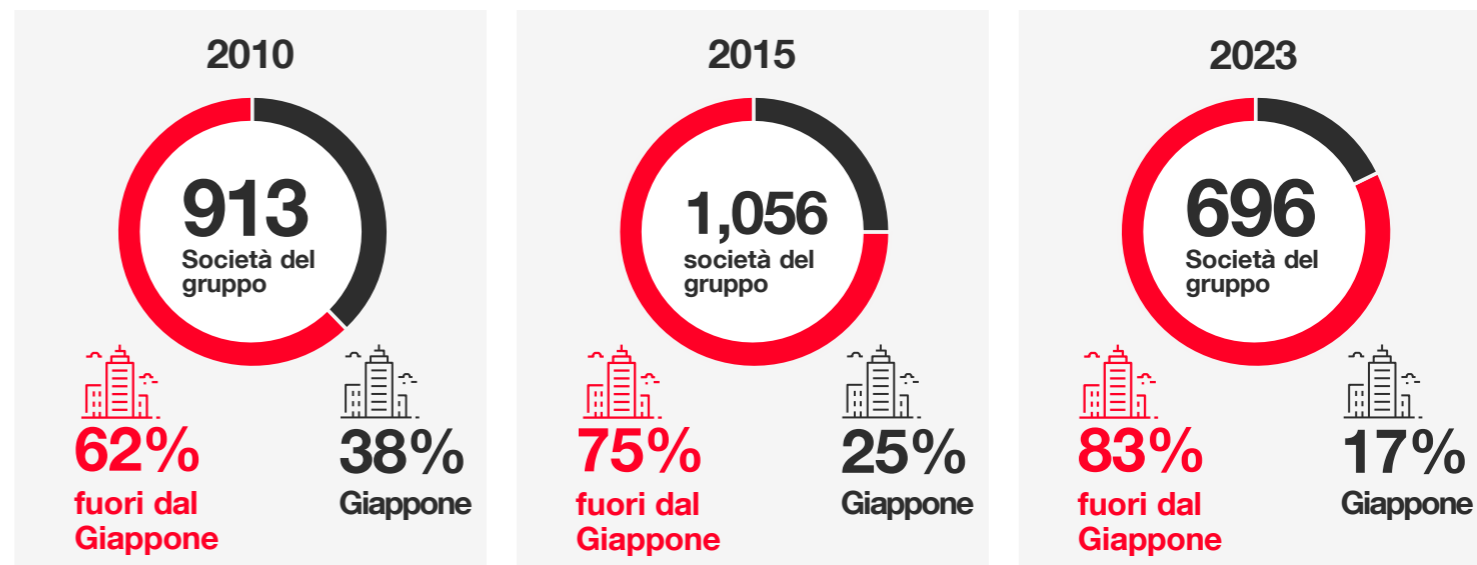 2010
913
Società del
gruppo
62%
fuori dal
Giappone
38%
Giappone
2015
1,056
società del
gruppo
75%
fuori dal
Giappone
25%
Giappone
2023
696
Società del
gruppo
83%
fuori dal
Giappone
17%
Giappone